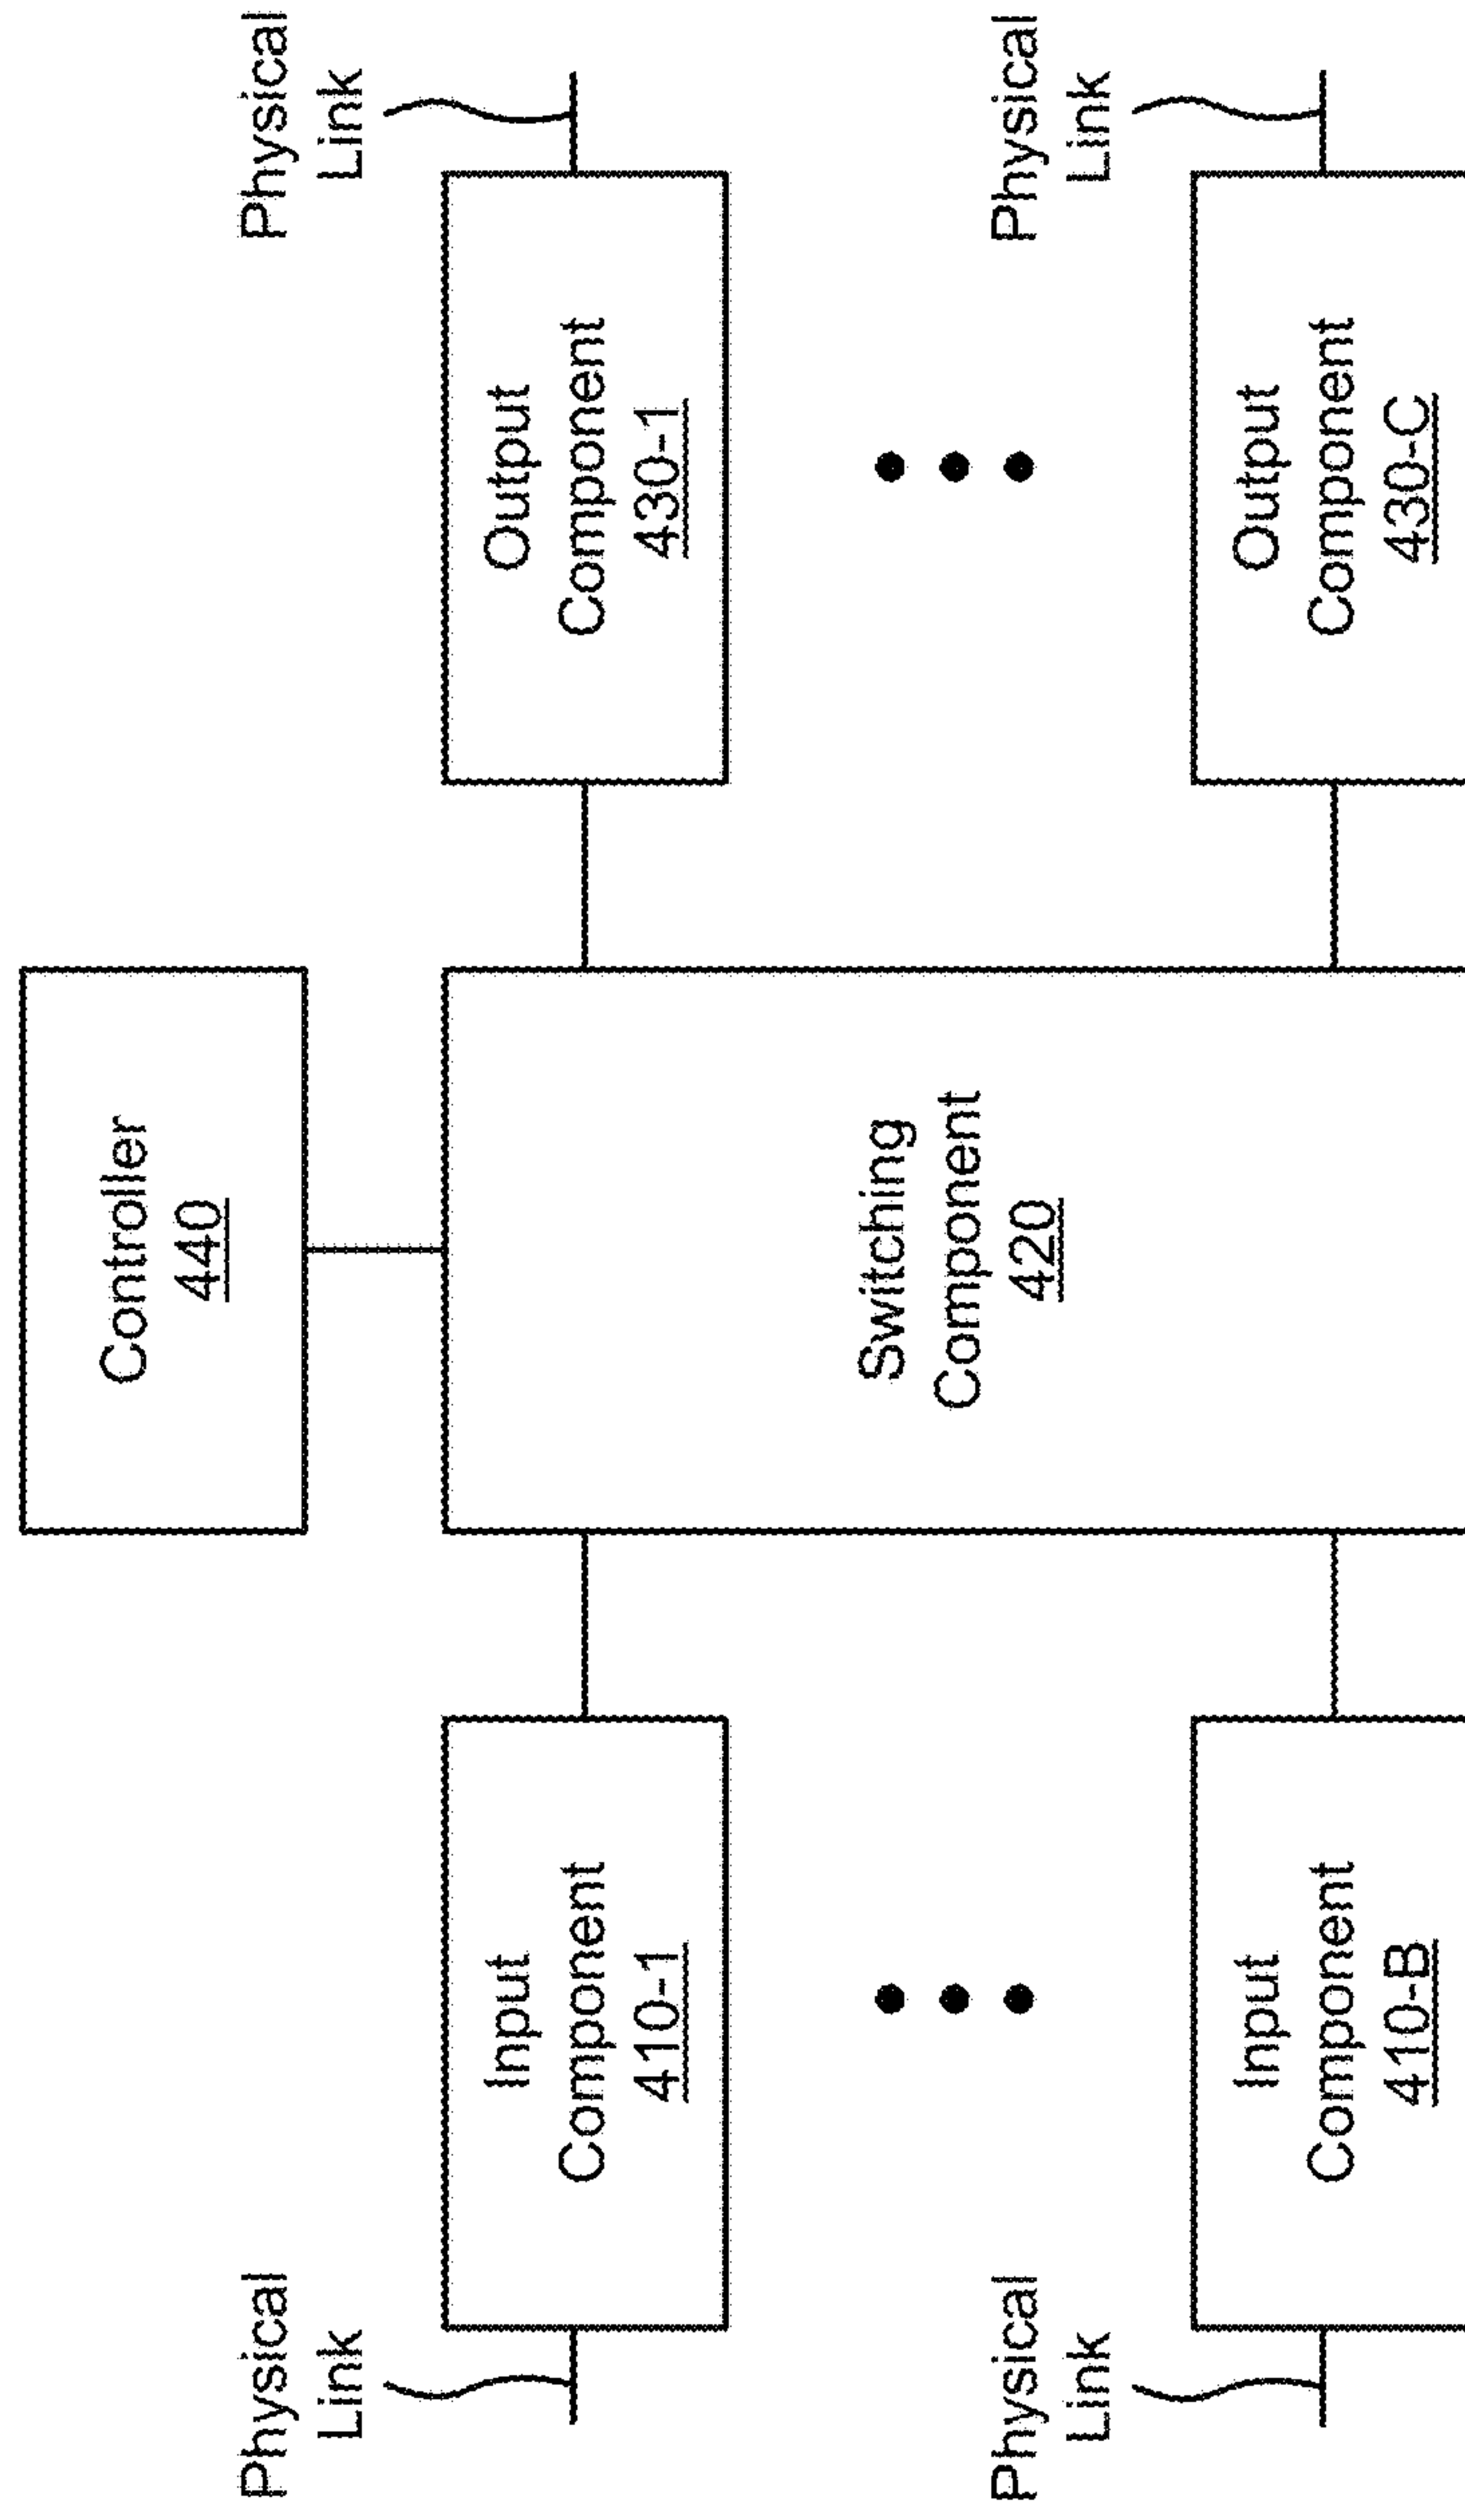 Controller
440
Physical
Link
Input
Component
410-1
Physical
Link
Output
Component
430-1
Switching
Component
420
Physical
Link
Input
Component
410-B
Physical
Link
Output
Component
430-C